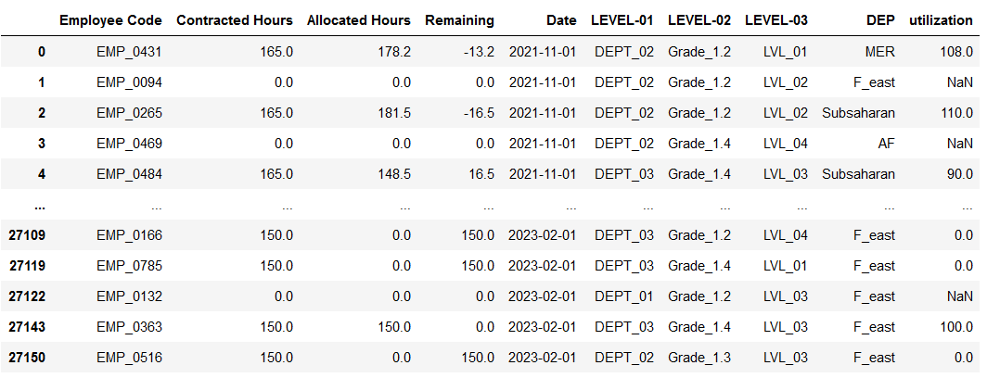 Employee Code Contracted Hours Allocated Hours Remaining Date LEVEL-01 LEVEL-02 LEVEL-03 DEP utilization
0 EMP_0431 165.0 178.2 -13.2 2021-11-01 DEPT_02 Grade_1.2 LVL_01 MER 108.0
1 EMP_0094 0.0 0.0 0.0 2021-11-01 DEPT_02 Grade_1.2 LVL_02 F_east NaN
2 EMP_0265 165.0 181.5 -16.5 2021-11-01 DEPT_02 Grade_1.2 LVL_02 Subsaharan 110.0
3 EMP_0469 0.0 0.0 0.0 2021-11-01 DEPT_02 Grade_1.4 LVL_04 AF NaN
4 EMP_0484 165.0 148.5 16.5 2021-11-01 DEPT_03 Grade_1.4 LVL_03 Subsaharan 90.0
... ... ... ... ... ... ... ... ... ... ...
27109 EMP_0166 150.0 0.0 150.0 2023-02-01 DEPT_03 Grade_1.2 LVL_04 F_east 0.0
27119 EMP_0785 150.0 0.0 150.0 2023-02-01 DEPT_03 Grade_1.4 LVL_01 F_east 0.0
27122 EMP_0132 0.0 0.0 0.0 2023-02-01 DEPT_01 Grade_1.2 LVL_03 F_east NaN
27143 EMP_0363 150.0 150.0 0.0 2023-02-01 DEPT_03 Grade_1.4 LVL_03 F_east 100.0
27150 EMP_0516 150.0 0.0 150.0 2023-02-01 DEPT_02 Grade_1.3 LVL_03 F_east 0.0